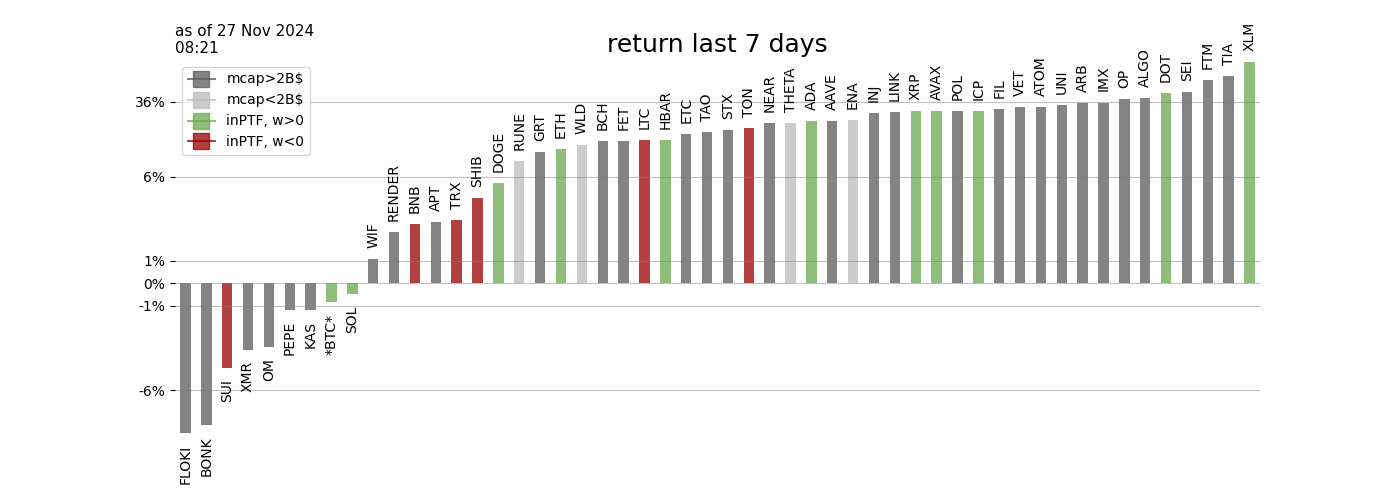 as of 27 Nov 2024
08:21
return last 7 days
mcap>2B$
mcap<2B$
inPTF, w>0
inPTF, w<0
36%
6%
1%
0%
-1%
-6%
FLOKI
BONK
SUI
XMR
OM
PEPE
KAS
*BTC*
SOL
WIF
RENDER
BNB
APT
TRX
SHIB
DOGE
RUNE
GRT
ETH
WLD
BCH
FET
LTC
HBAR
ETC
TAO
STX
TON
NEAR
THETA
ADA
AAVE
ENA
INJ
LINK
XRP
AVAX
POL
ICP
FIL
VET
ATOM
UNI
ARB
IMX
OP
ALGO
DOT
SEI
FTM
TIA
XLM